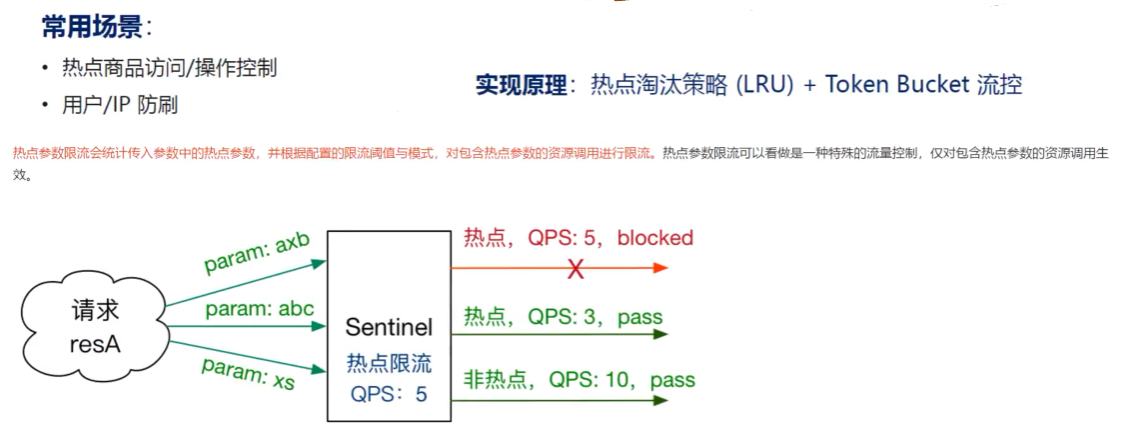 常用场景：
• 热点商品访问/操作控制
• 用户/IP 防刷
实现原理：热点淘汰策略 (LRU) + Token Bucket 流控
热点参数限流会统计传入参数中的热点参数，并根据配置的限流阈值与模式，对包含热点参数的资源调用进行限流。热点参数限流可以看做是一种特殊的流量控制，仅对包含热点参数的资源调用生
效。
请求
resA
param: axb
param: abc
param: xs
Sentinel
热点限流
QPS：5
热点，QPS: 5，blocked
X
热点，QPS: 3，pass
非热点，QPS: 10，pass